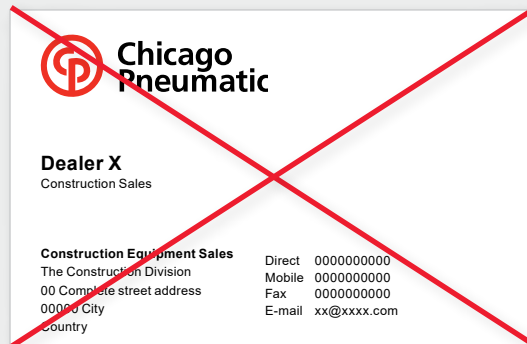 CP
Chicago
Pneumatic
Dealer X
Construction Sales
Construction Equipment Sales
The Construction Division
00 Complete street address
00000 City
Country
Direct 0000000000
Mobile 0000000000
Fax 0000000000
E-mail xx@xxxx.com